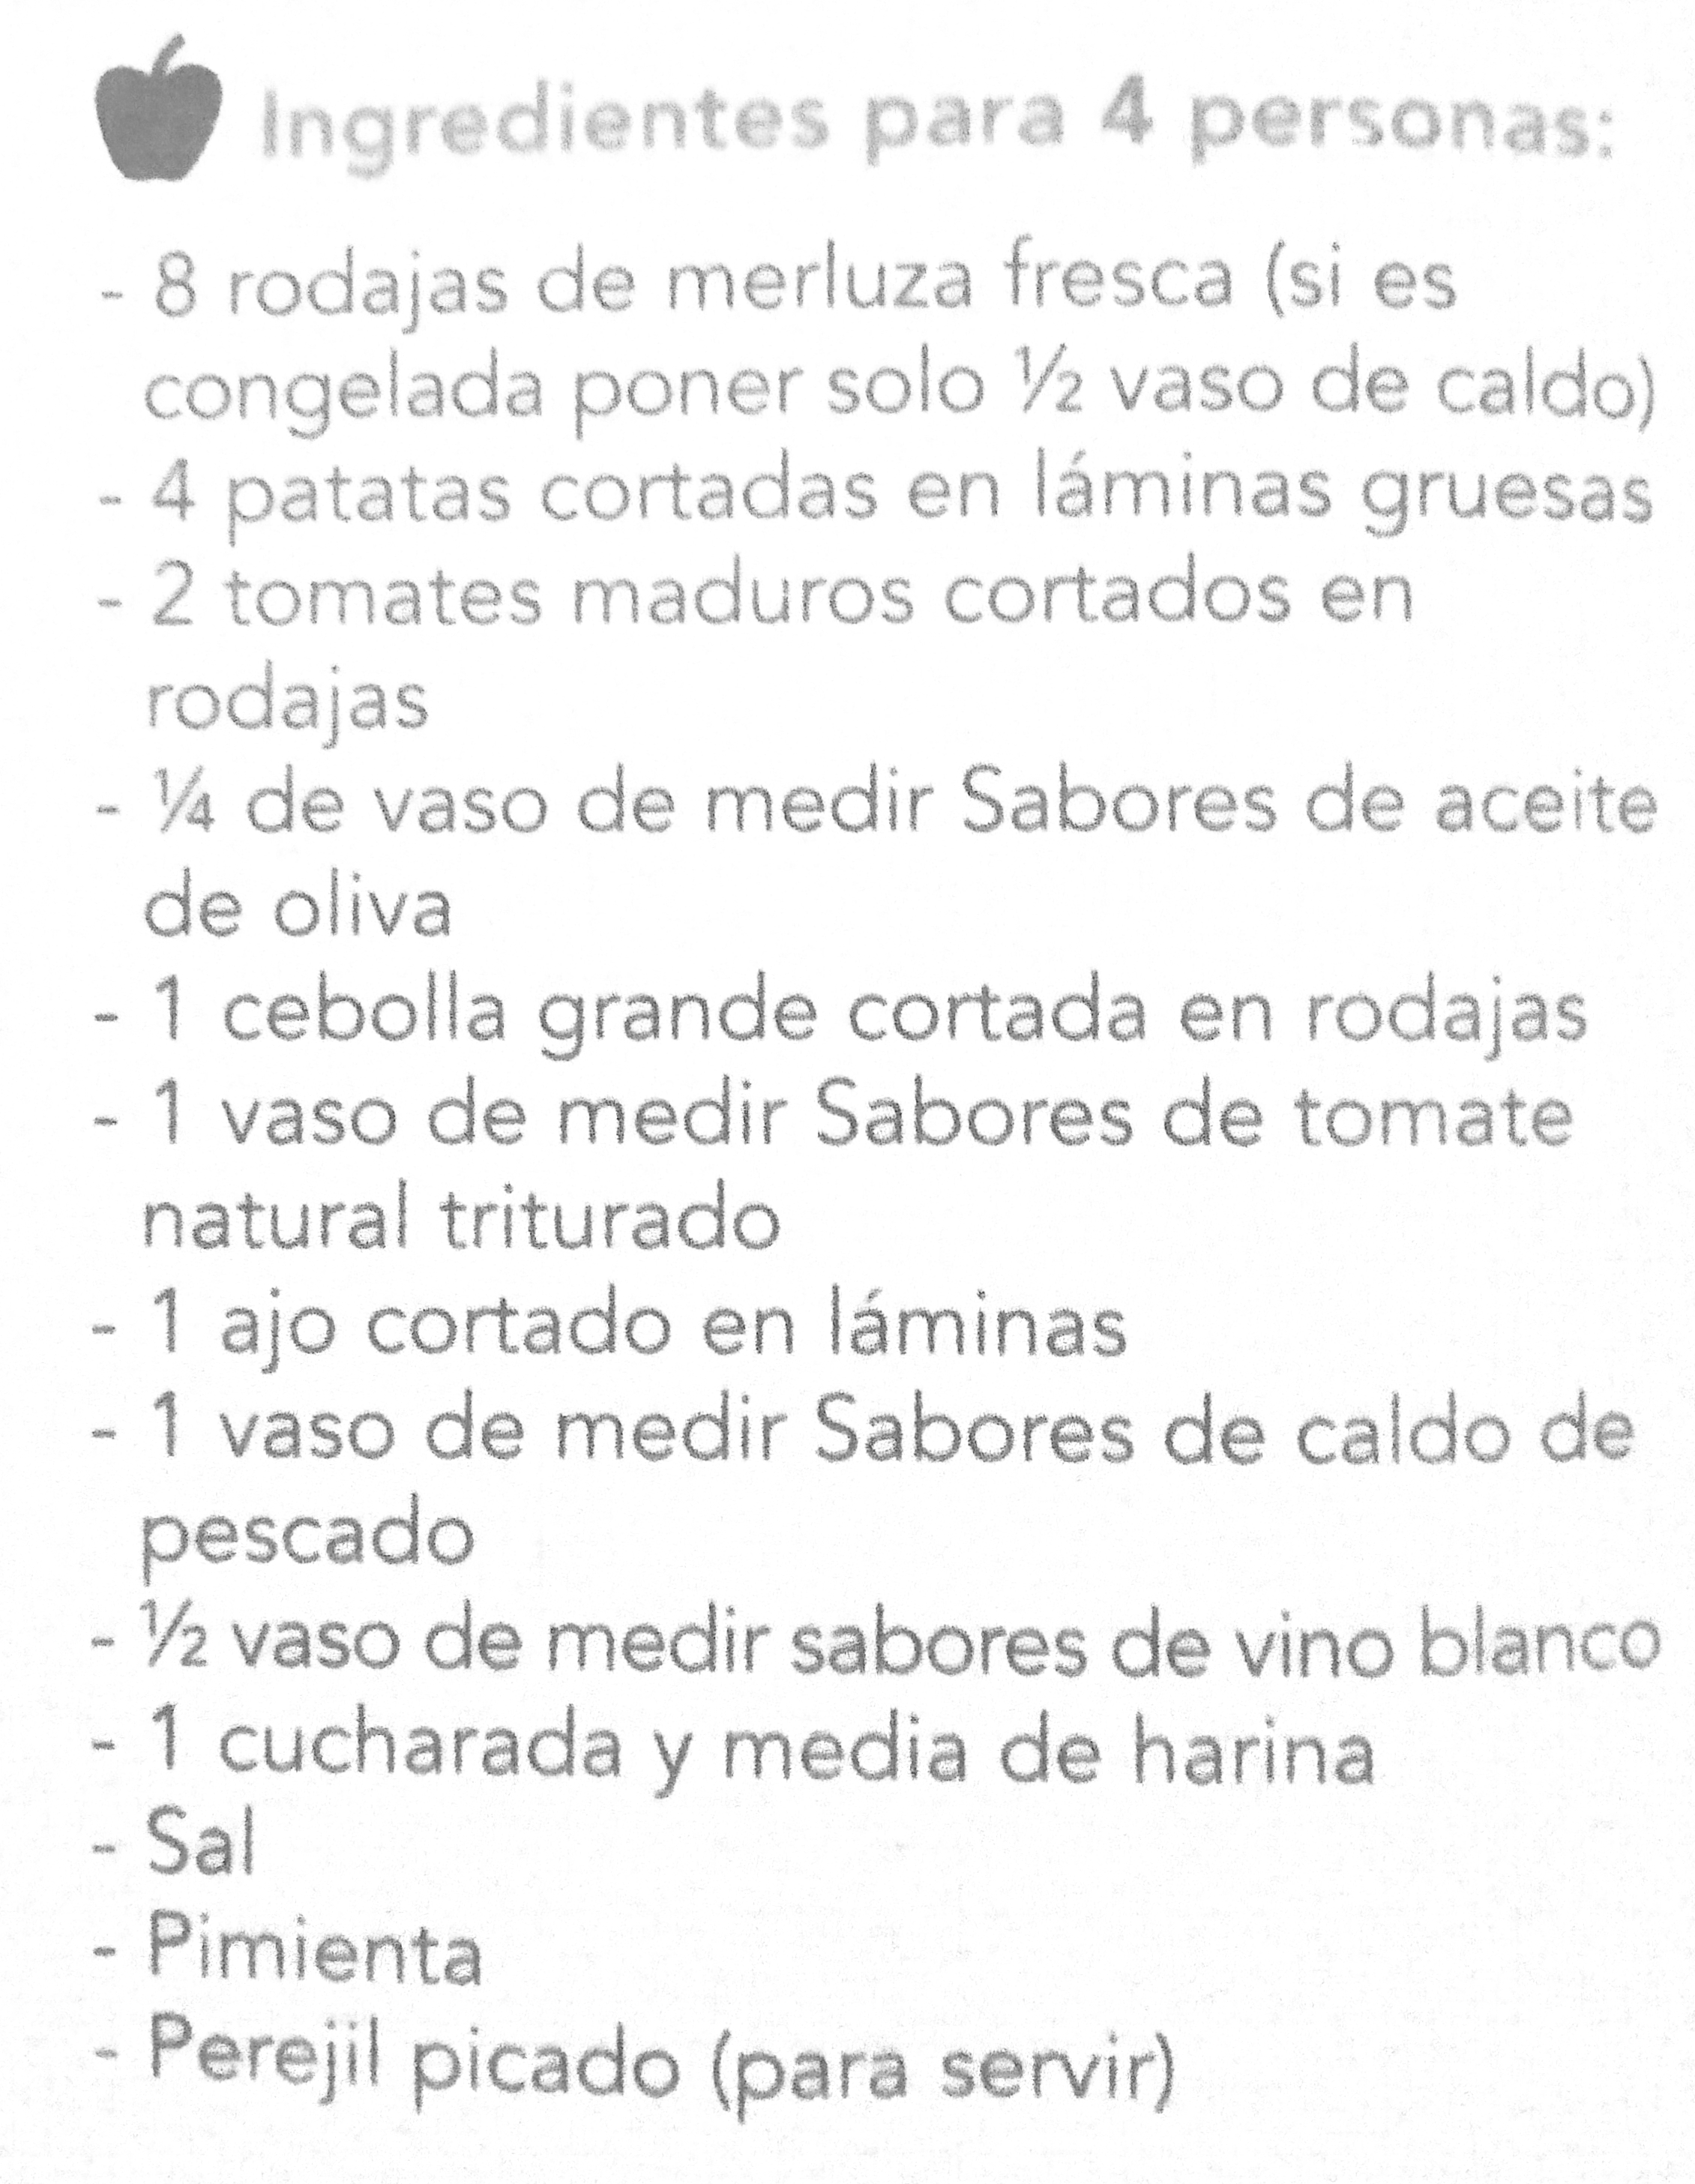 Ingredientes para 4 personas:
- 8 rodajas de merluza fresca (si es
congelada poner solo ½ vaso de caldo)
- 4 patatas cortadas en láminas gruesas
- 2 tomates maduros cortados en
rodajas
- ¼ de vaso de medir Sabores de aceite
de oliva
- 1 cebolla grande cortada en rodajas
- 1 vaso de medir Sabores de tomate
natural triturado
- 1 ajo cortado en láminas
- 1 vaso de medir Sabores de caldo de
pescado
- ½ vaso de medir sabores de vino blanco
- 1 cucharada y media de harina
- Sal
- Pimienta
- Perejil picado (para servir)